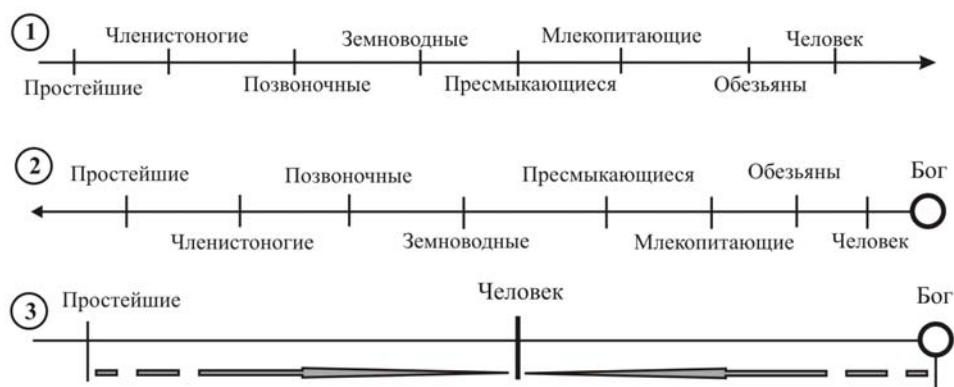 1
Членистоногие Земноводные Млекопитающие Человек
Простейшие Позвоночные Пресмыкающиеся Обезьяны
2
Простейшие Позвоночные Пресмыкающиеся Обезьяны Бог
Членистоногие Земноводные Млекопитающие Человек
3
Простейшие Человек Бог